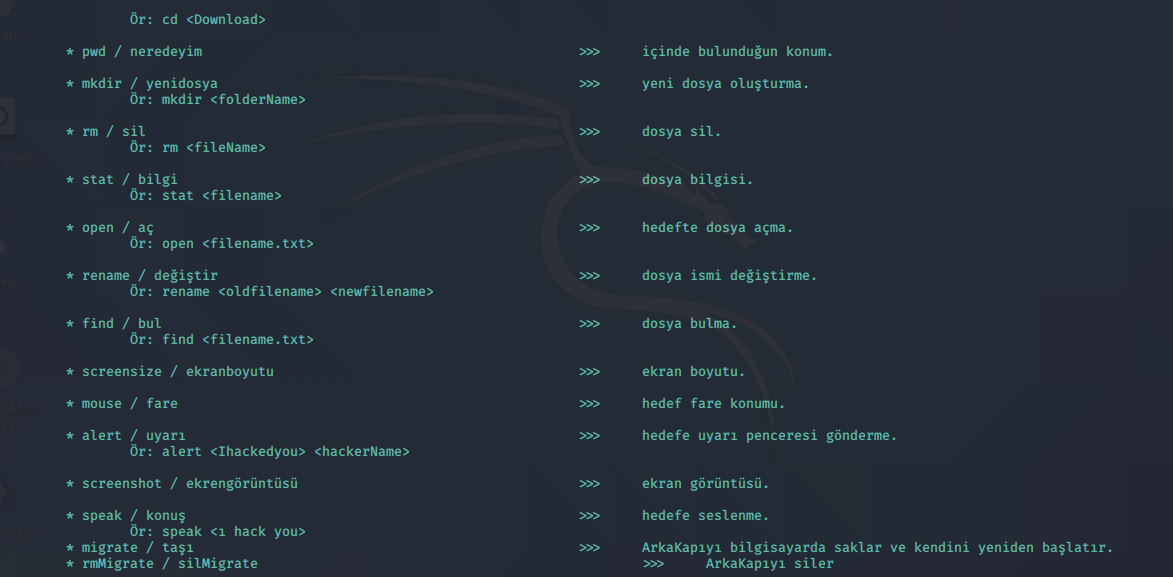 Ör: cd <Download>
* pwd / neredeyim >>> içinde bulunduğun konum.
* mkdir / yenidosya >>> yeni dosya oluşturma.
Ör: mkdir <folderName>
* rm / sil >>> dosya sil.
Ör: rm <fileName>
* stat / bilgi >>> dosya bilgisi.
Ör: stat <filename>
* open / aç >>> hedefte dosya açma.
Ör: open <filename.txt>
* rename / değiştir >>> dosya ismi değiştirme.
Ör: rename <oldfilename> <newfilename>
* find / bul >>> dosya bulma.
Ör: find <filename.txt>
* screensize / ekranboyutu >>> ekran boyutu.
* mouse / fare >>> hedef fare konumu.
* alert / uyarı >>> hedefe uyarı penceresi gönderme.
Ör: alert <Ihackedyou> <hackerName>
* screenshot / ekrengörüntüsü >>> ekran görüntüsü.
* speak / konuş >>> hedefe seslenme.
Ör: speak <ı hack you>
* migrate / taşı >>> ArkaKapıyı bilgisayarda saklar ve kendini yeniden başlatır.
* rmMigrate / silMigrate >>> ArkaKapıyı siler